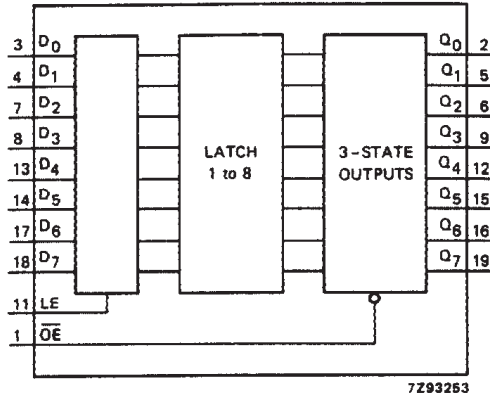 3 D0 Q0 2
4 D1 Q1 5
7 D2 Q2 6
8 D3 Q3 9
13 D4 LATCH 3-STATE Q4 12
1 to 8 OUTPUTS
14 D5 Q5 15
17 D6 Q6 16
18 D7 Q7 19
11 LE
1 O̅E̅
7Z93253